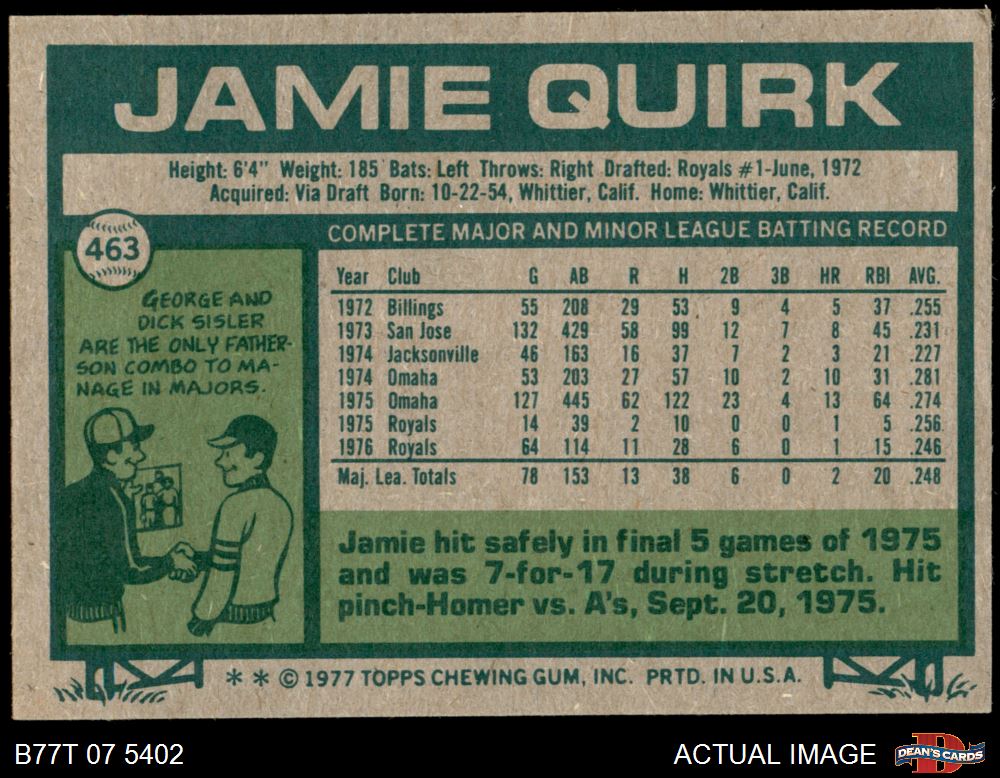 JAMIE QUIRK
Height: 6'4" Weight: 185 Bats: Left Throws: Right Drafted: Royals #1-June, 1972
Acquired: Via Draft Born: 10-22-54, Whittier, Calif. Home: Whittier, Calif.
463
GEORGE AND
DICK SISLER
ARE THE ONLY FATHER-
SON COMBO TO MA-
NAGE IN MAJORS.
COMPLETE MAJOR AND MINOR LEAGUE BATTING RECORD
Year Club G AB R H 2B 3B HR RBI AVG.
1972 Billings 55 208 29 53 9 4 5 37 .255
1973 San Jose 132 429 58 99 12 7 8 45 .231
1974 Jacksonville 46 163 16 37 7 2 3 21 .227
1974 Omaha 53 203 27 57 10 2 10 31 .281
1975 Omaha 127 445 62 122 23 4 13 64 .274
1975 Royals 14 39 2 10 0 0 1 5 .256
1976 Royals 64 114 11 28 6 0 1 15 .246
Maj. Lea. Totals 78 153 13 38 6 0 2 20 .248
Jamie hit safely in final 5 games of 1975
and was 7-for-17 during stretch. Hit
pinch-Homer vs. A's, Sept. 20, 1975.
* * © 1977 TOPPS CHEWING GUM, INC. PRTD. IN U.S.A.
B77T 07 5402
ACTUAL IMAGE
D
DEAN'S CARDS